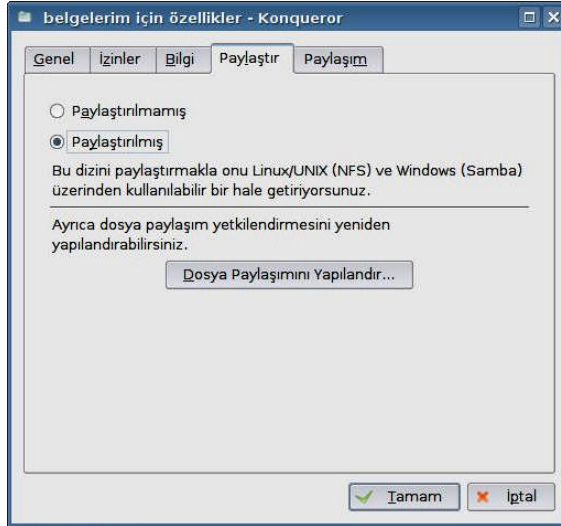 belgelerim için özellikler - Konqueror
Genel İzinler Bilgi Paylaştır Paylaşım
Paylaştırılmamış
Paylaştırılmış
Bu dizini paylaştırmakla onu Linux/UNIX (NFS) ve Windows (Samba)
üzerinden kullanılabilir bir hale getiriyorsunuz.
Ayrıca dosya paylaşım yetkilendirmesini yeniden
yapılandırabilirsiniz.
Dosya Paylaşımını Yapılandır...
Tamam İptal